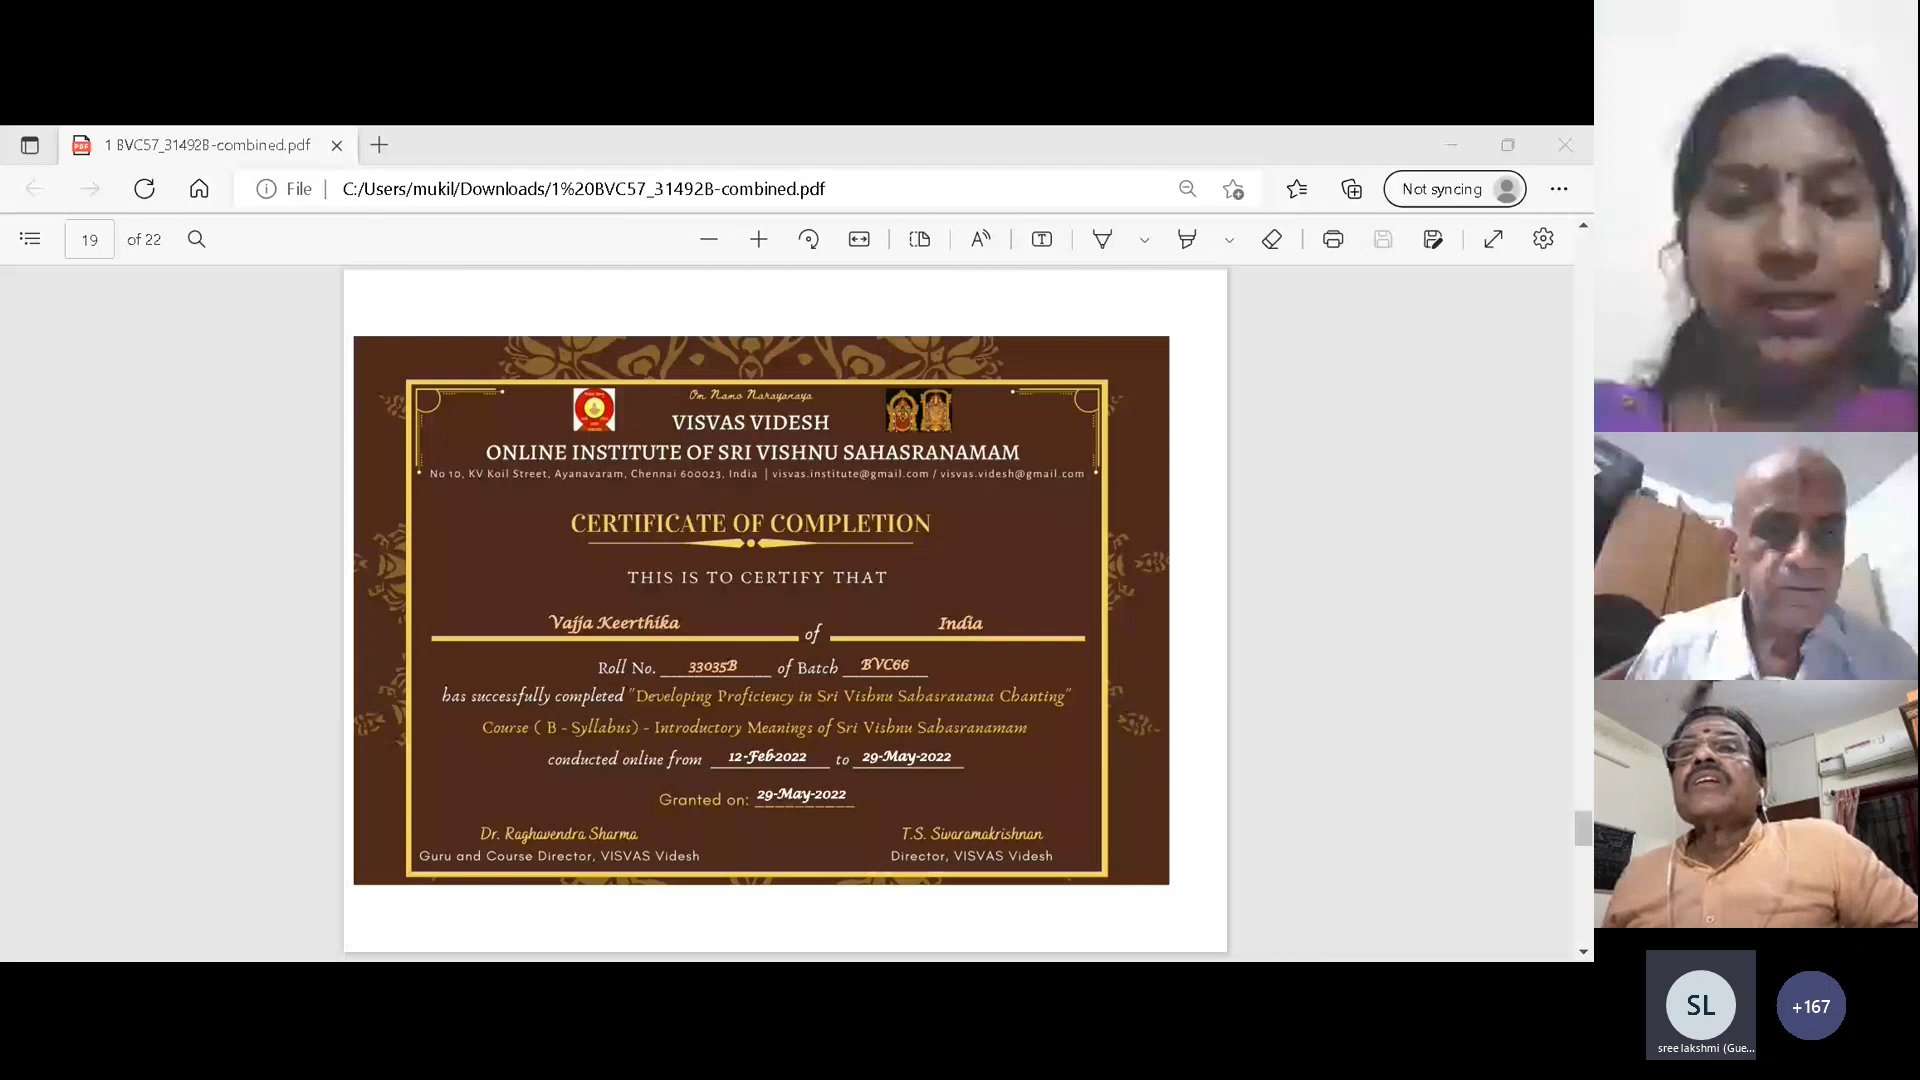 1 BVC57_31492B-combined.pdf
File
C:/Users/mukil/Downloads/1%20BVC57_31492B-combined.pdf
Not syncing
19 of 22
Om Namo Narayanaya
VISVAS VIDESH
ONLINE INSTITUTE OF SRI VISHNU SAHASRANAMAM
No 10, KV Koil Street, Ayanavaram, Chennai 600023, India | visvas.institute@gmail.com / visvas.videsh@gmail.com
CERTIFICATE OF COMPLETION
THIS IS TO CERTIFY THAT
Vajja Keerthika of India
Roll No. 33035B of Batch BVC66
has successfully completed "Developing Proficiency in Sri Vishnu Sahasranama Chanting"
Course ( B - Syllabus) - Introductory Meanings of Sri Vishnu Sahasranamam
conducted online from 12-Feb-2022 to 29-May-2022
Granted on: 29-May-2022
Dr. Raghavendra Sharma
Guru and Course Director, VISVAS Videsh
T.S. Sivaramakrishnan
Director, VISVAS Videsh
SL
sree lakshmi (Gue...
+167